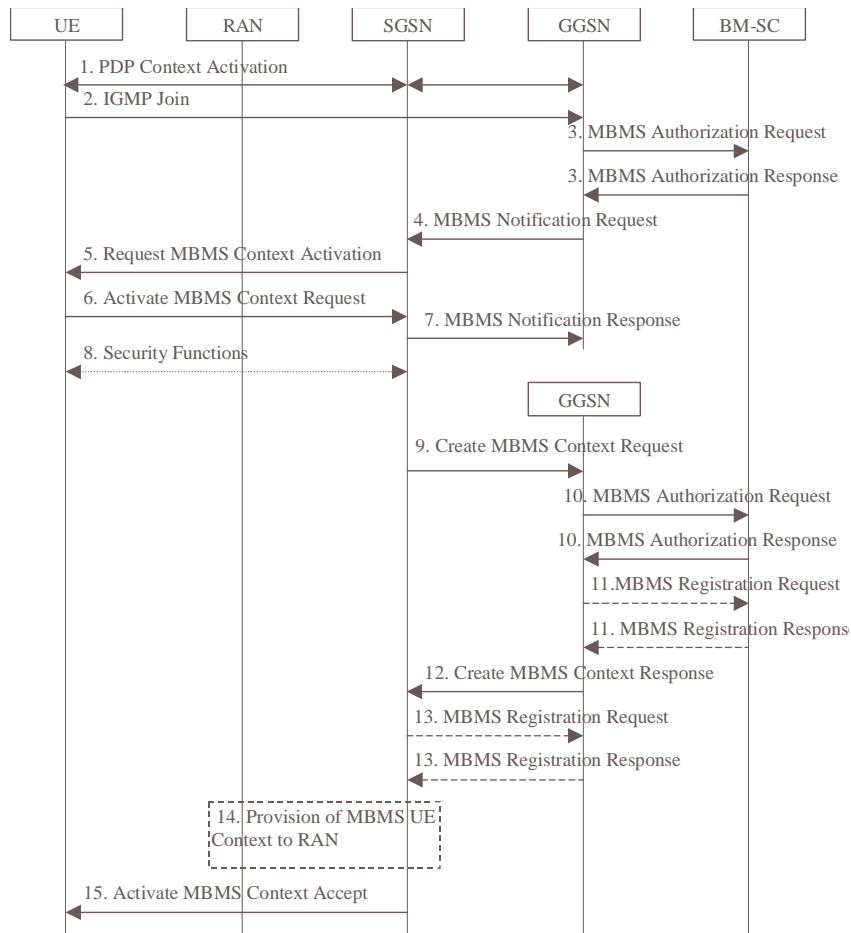 UE
RAN
SGSN
GGSN
BM-SC
1. PDP Context Activation
2. IGMP Join
3. MBMS Authorization Request
3. MBMS Authorization Response
4. MBMS Notification Request
5. Request MBMS Context Activation
6. Activate MBMS Context Request
7. MBMS Notification Response
8. Security Functions
GGSN
9. Create MBMS Context Request
10. MBMS Authorization Request
10. MBMS Authorization Response
11.MBMS Registration Request
11. MBMS Registration Response
12. Create MBMS Context Response
13. MBMS Registration Request
13. MBMS Registration Response
14. Provision of MBMS UE
Context to RAN
15. Activate MBMS Context Accept